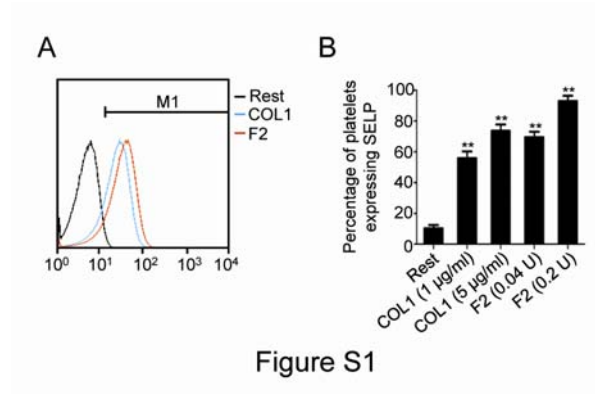 A
M1
Rest
COL1
F2
10⁰ 10¹ 10² 10³ 10⁴
B
Percentage of platelets
expressing SELP
100
80
60
40
20
0
**
**
**
**
Rest
COL1 (1 µg/ml)
COL1 (5 µg/ml)
F2 (0.04 U)
F2 (0.2 U)
Figure S1